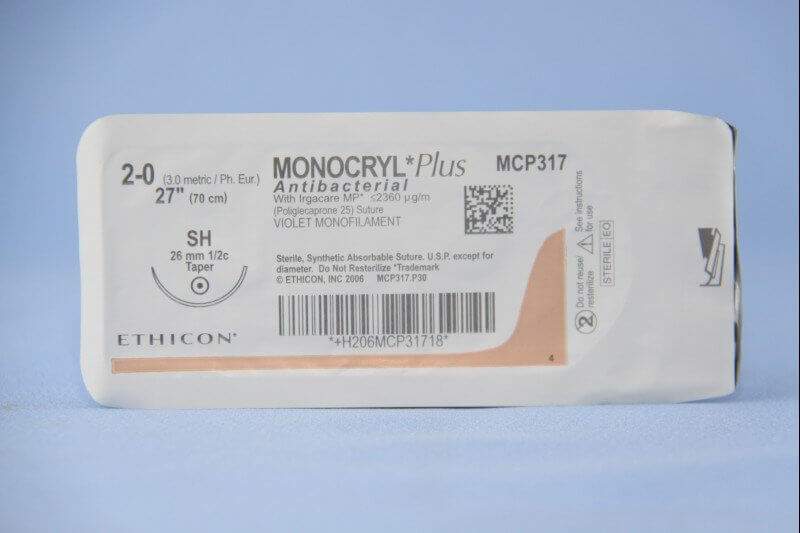 2-0 (3.0 metric / Ph. Eur.)
27" (70 cm)
SH
26 mm 1/2c
Taper
ETHICON*
MONOCRYL*Plus MCP317
Antibacterial
With Irgacare MP* ≤2360 µg/m
(Poliglecaprone 25) Suture
VIOLET MONOFILAMENT
Sterile, Synthetic Absorbable Suture. U.S.P. except for
diameter. Do Not Resterilize *Trademark
© ETHICON, INC 2006 MCP317.P30
*+H206MCP31718*
4
2 Do not reuse/
resterilize
! See instructions
for use
STERILE EO